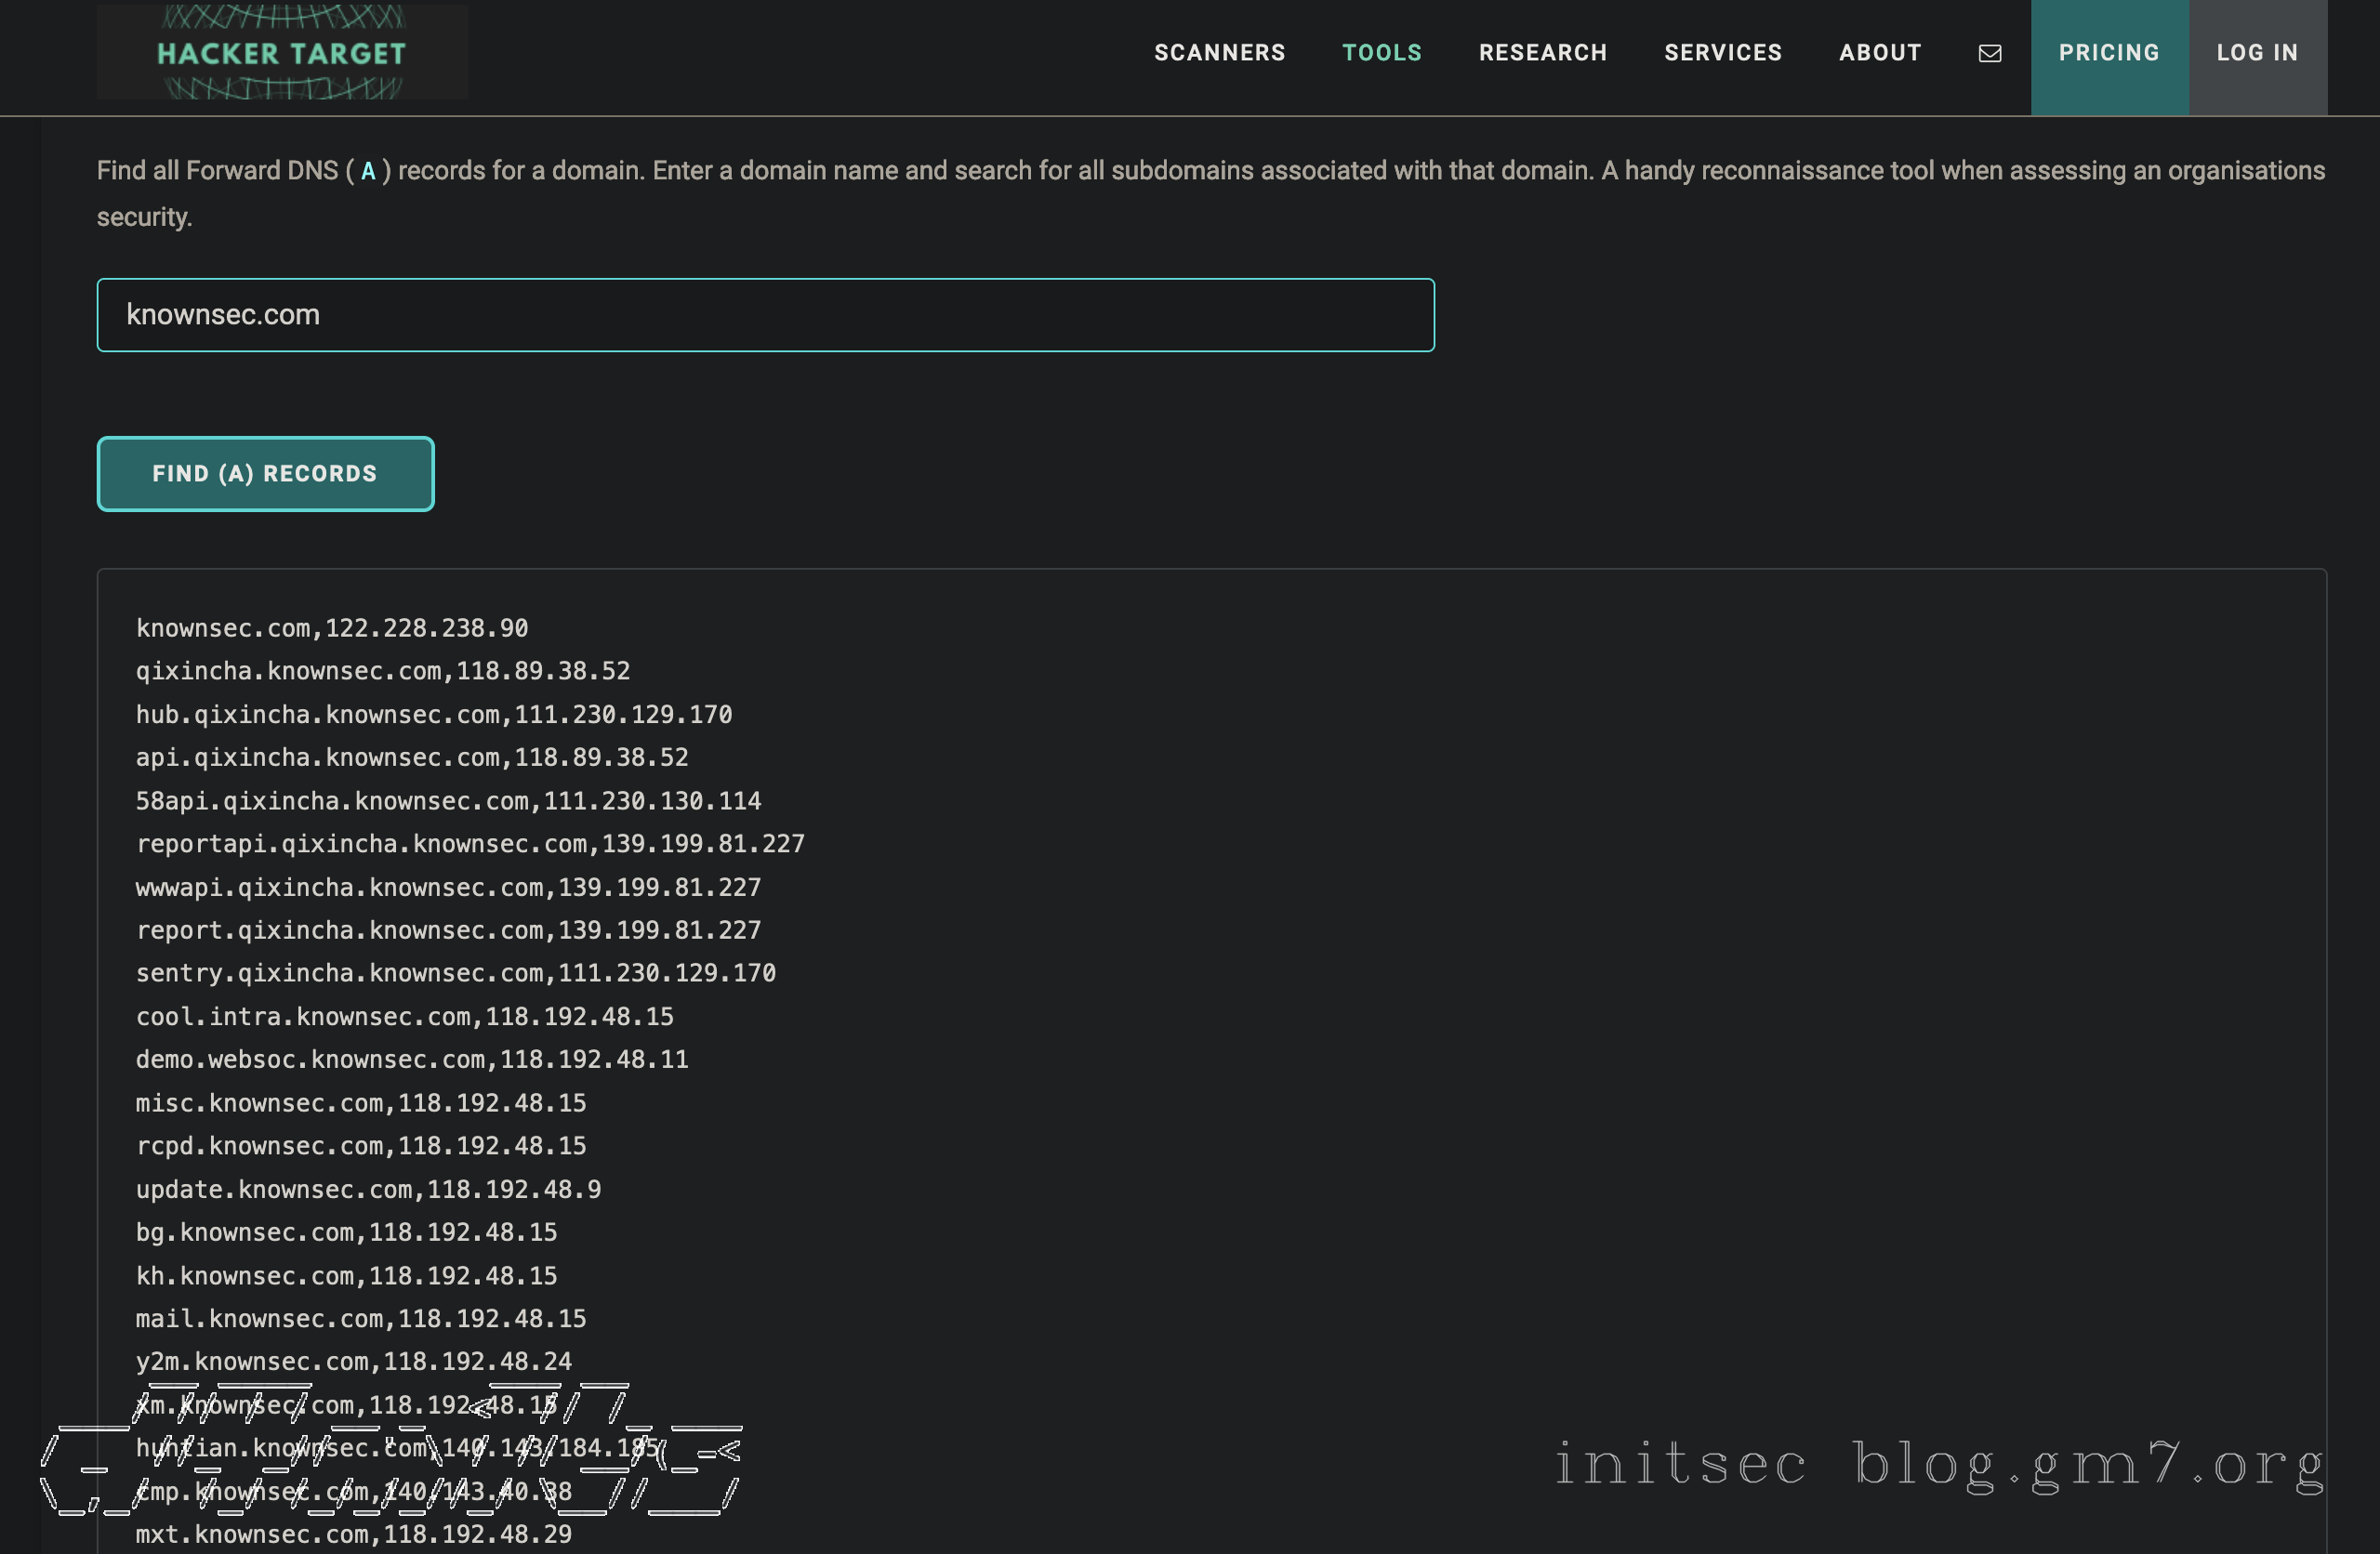 HACKER TARGET
SCANNERS TOOLS RESEARCH SERVICES ABOUT PRICING LOG IN
Find all Forward DNS ( A ) records for a domain. Enter a domain name and search for all subdomains associated with that domain. A handy reconnaissance tool when assessing an organisations
security.
knownsec.com
FIND (A) RECORDS
knownsec.com,122.228.238.90
qixincha.knownsec.com,118.89.38.52
hub.qixincha.knownsec.com,111.230.129.170
api.qixincha.knownsec.com,118.89.38.52
58api.qixincha.knownsec.com,111.230.130.114
reportapi.qixincha.knownsec.com,139.199.81.227
wwwapi.qixincha.knownsec.com,139.199.81.227
report.qixincha.knownsec.com,139.199.81.227
sentry.qixincha.knownsec.com,111.230.129.170
cool.intra.knownsec.com,118.192.48.15
demo.websoc.knownsec.com,118.192.48.11
misc.knownsec.com,118.192.48.15
rcpd.knownsec.com,118.192.48.15
update.knownsec.com,118.192.48.9
bg.knownsec.com,118.192.48.15
kh.knownsec.com,118.192.48.15
mail.knownsec.com,118.192.48.15
y2m.knownsec.com,118.192.48.24
xm.knownsec.com,118.192.48.15
huntian.knownsec.com,140.143.184.185
cmp.knownsec.com,140.143.40.38
mxt.knownsec.com,118.192.48.29
initsec blog.gm7.org